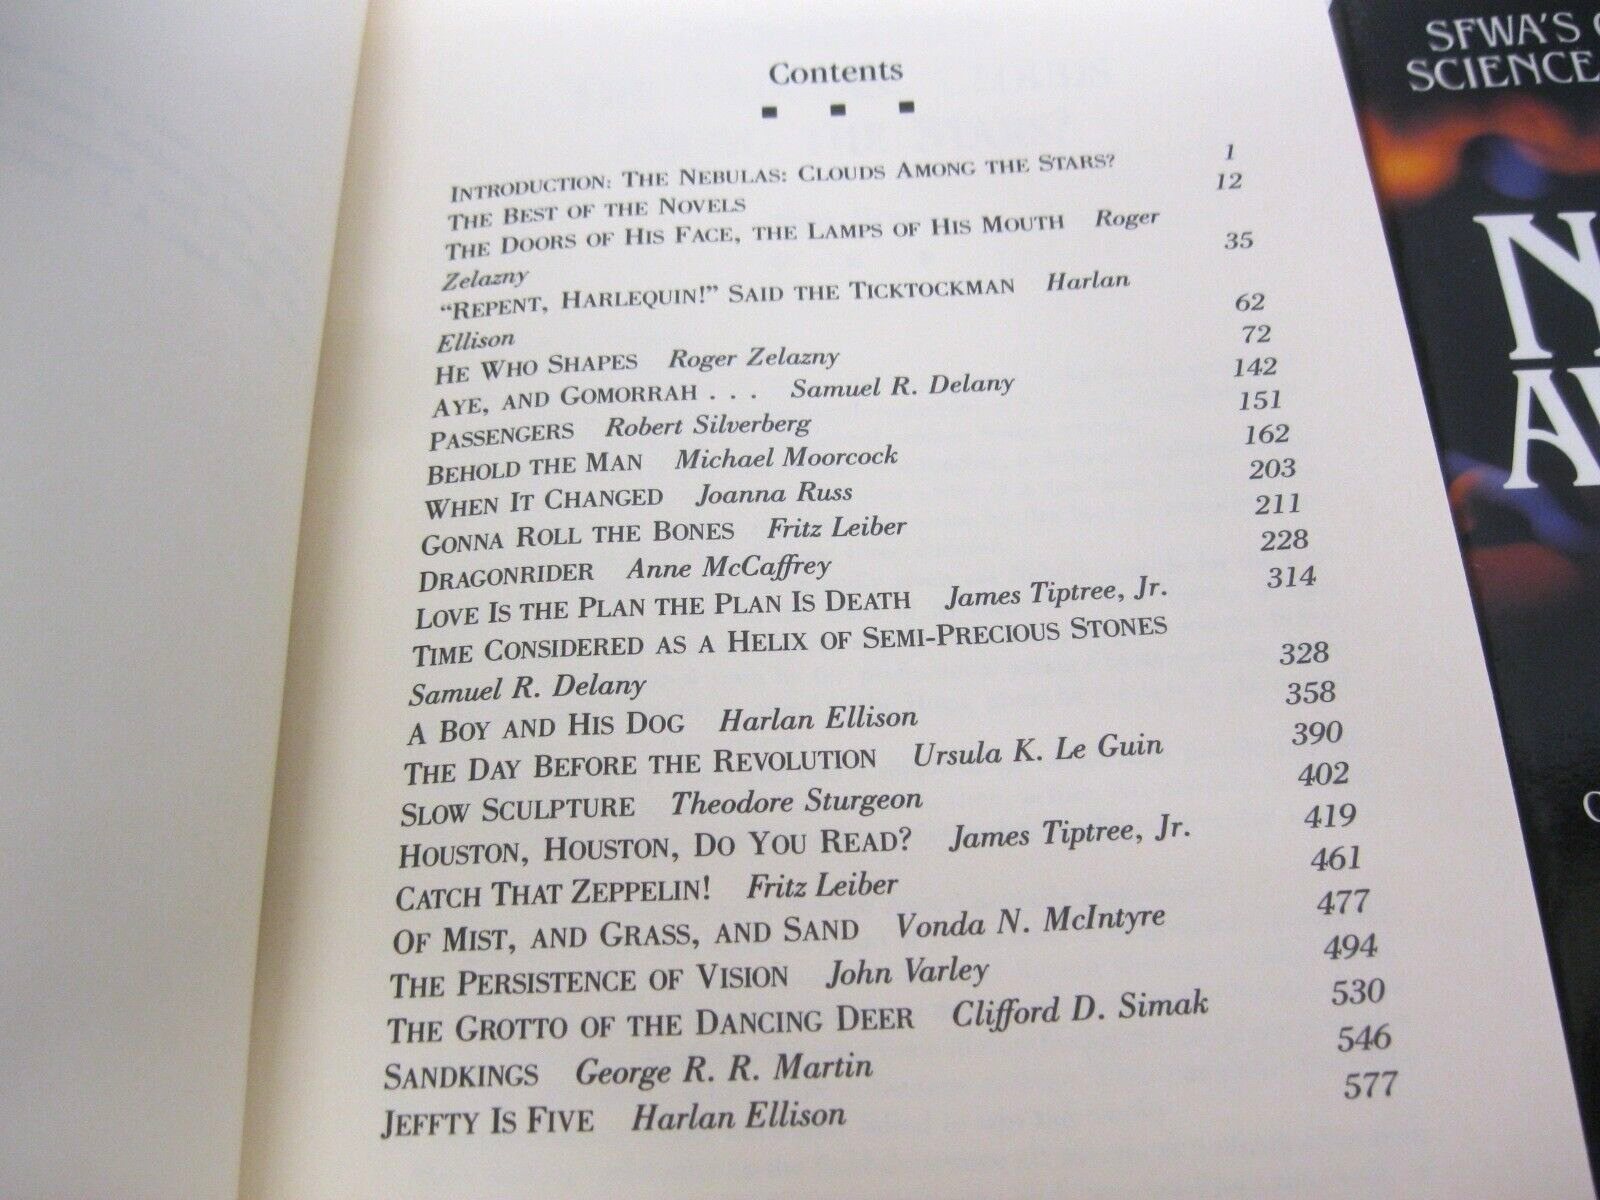 Contents
INTRODUCTION: THE NEBULAS: CLOUDS AMONG THE STARS? 1
THE BEST OF THE NOVELS 12
THE DOORS OF HIS FACE, THE LAMPS OF HIS MOUTH Roger
Zelazny 35
“REPENT, HARLEQUIN!” SAID THE TICKTOCKMAN Harlan
Ellison 62
HE WHO SHAPES Roger Zelazny 72
AYE, AND GOMORRAH . . . Samuel R. Delany 142
PASSENGERS Robert Silverberg 151
BEHOLD THE MAN Michael Moorcock 162
WHEN IT CHANGED Joanna Russ 203
GONNA ROLL THE BONES Fritz Leiber 211
DRAGONRIDER Anne McCaffrey 228
LOVE IS THE PLAN THE PLAN IS DEATH James Tiptree, Jr. 314
TIME CONSIDERED AS A HELIX OF SEMI-PRECIOUS STONES
Samuel R. Delany 328
A BOY AND HIS DOG Harlan Ellison 358
THE DAY BEFORE THE REVOLUTION Ursula K. Le Guin 390
SLOW SCULPTURE Theodore Sturgeon 402
HOUSTON, HOUSTON, DO YOU READ? James Tiptree, Jr. 419
CATCH THAT ZEPPELIN! Fritz Leiber 461
OF MIST, AND GRASS, AND SAND Vonda N. McIntyre 477
THE PERSISTENCE OF VISION John Varley 494
THE GROTTO OF THE DANCING DEER Clifford D. Simak 530
SANDKINGS George R. R. Martin 546
JEFFTY IS FIVE Harlan Ellison 577
SFWA'S
SCIENCE